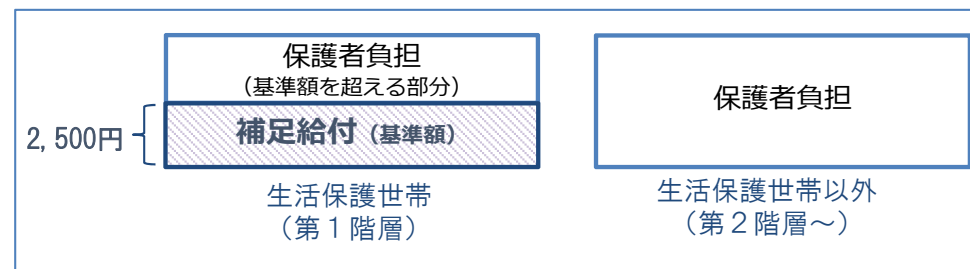 保護者負担
（基準額を超える部分）
補足給付（基準額）
2,500円
生活保護世帯
（第１階層）
保護者負担
生活保護世帯以外
（第２階層～）